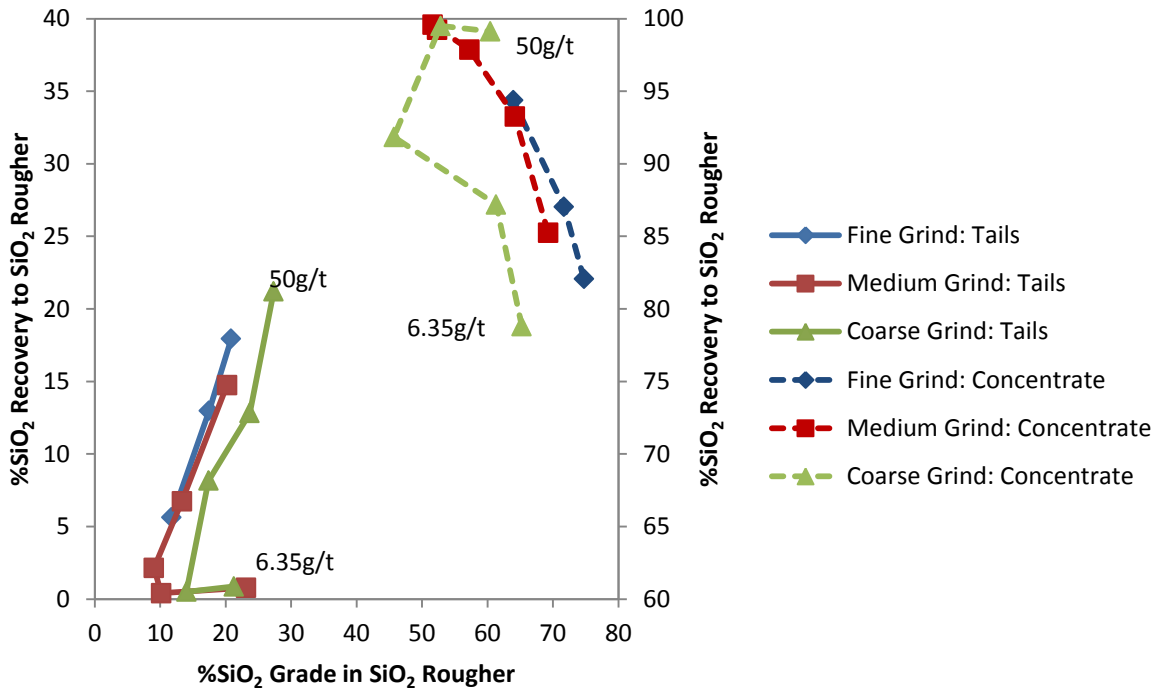 %SiO₂ Recovery to SiO₂ Rougher
40
35
30
25
20
15
10
5
0
0 10 20 30 40 50 60 70 80
%SiO₂ Grade in SiO₂ Rougher
50g/t
6.35g/t
50g/t
6.35g/t
100
95
90
85
80
75
70
65
60
%SiO₂ Recovery to SiO₂ Rougher
Fine Grind: Tails
Medium Grind: Tails
Coarse Grind: Tails
Fine Grind: Concentrate
Medium Grind: Concentrate
Coarse Grind: Concentrate